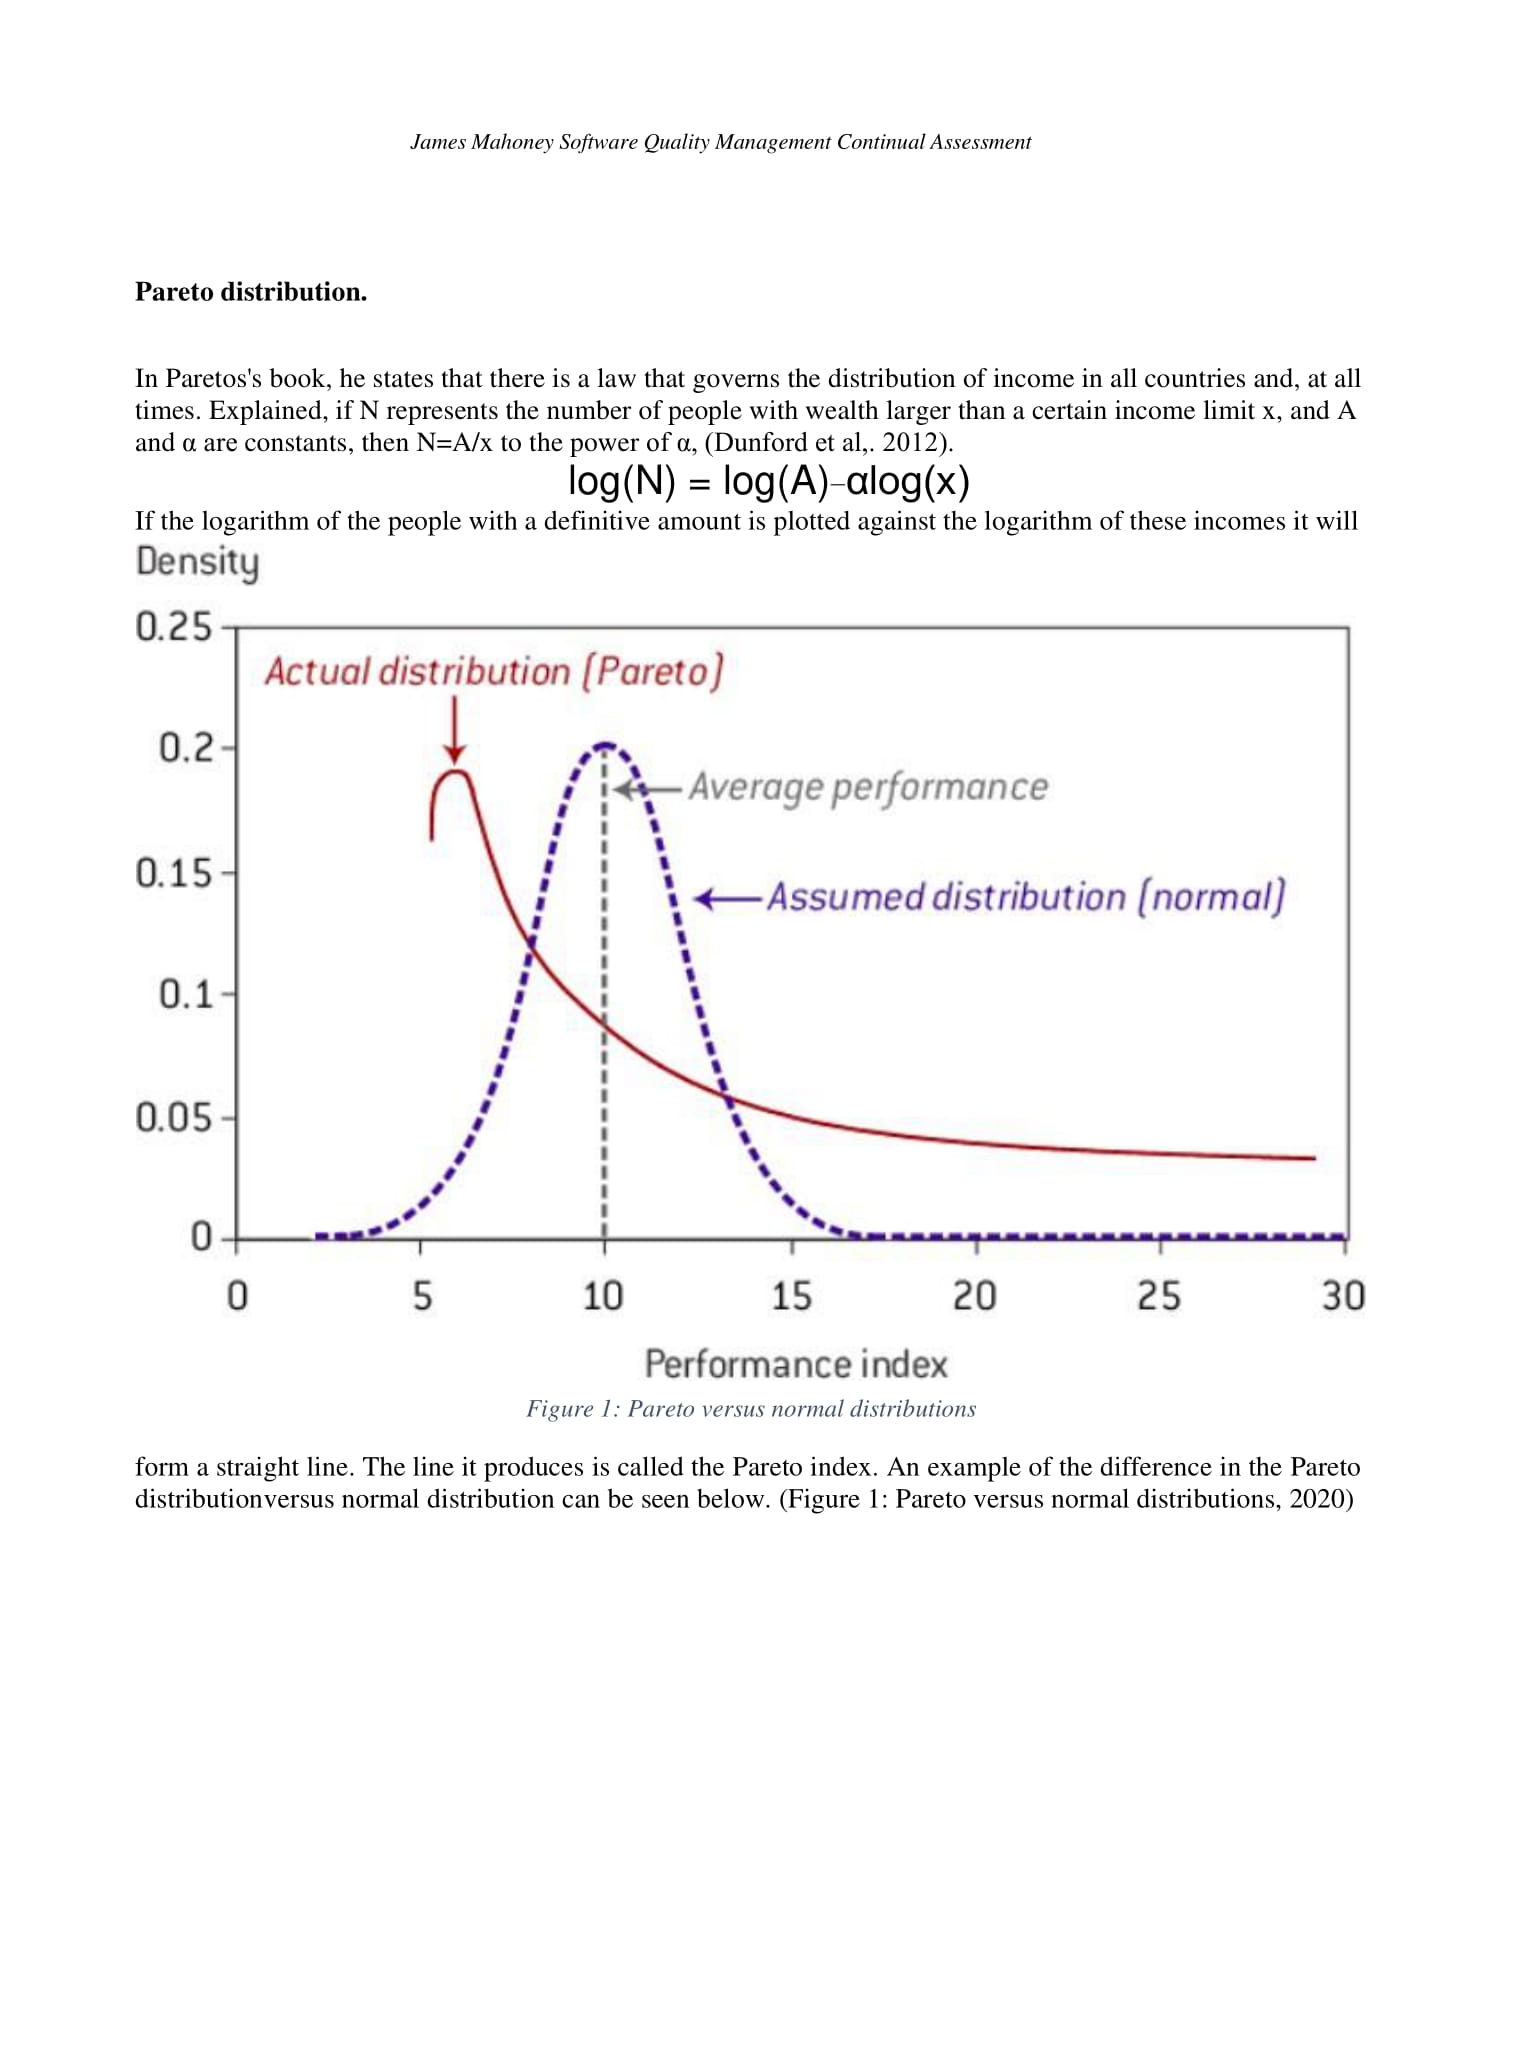 James Mahoney Software Quality Management Continual Assessment
Pareto distribution.
In Paretos's book, he states that there is a law that governs the distribution of income in all countries and, at all
times. Explained, if N represents the number of people with wealth larger than a certain income limit x, and A
and α are constants, then N=A/x to the power of α, (Dunford et al,. 2012).
log(N) = log(A)–αlog(x)
If the logarithm of the people with a definitive amount is plotted against the logarithm of these incomes it will
Density
0.25
Actual distribution (Pareto)
0.2
Average performance
0.15
Assumed distribution (normal)
0.1
0.05
0
0 5 10 15 20 25 30
Performance index
Figure 1: Pareto versus normal distributions
form a straight line. The line it produces is called the Pareto index. An example of the difference in the Pareto
distributionversus normal distribution can be seen below. (Figure 1: Pareto versus normal distributions, 2020)